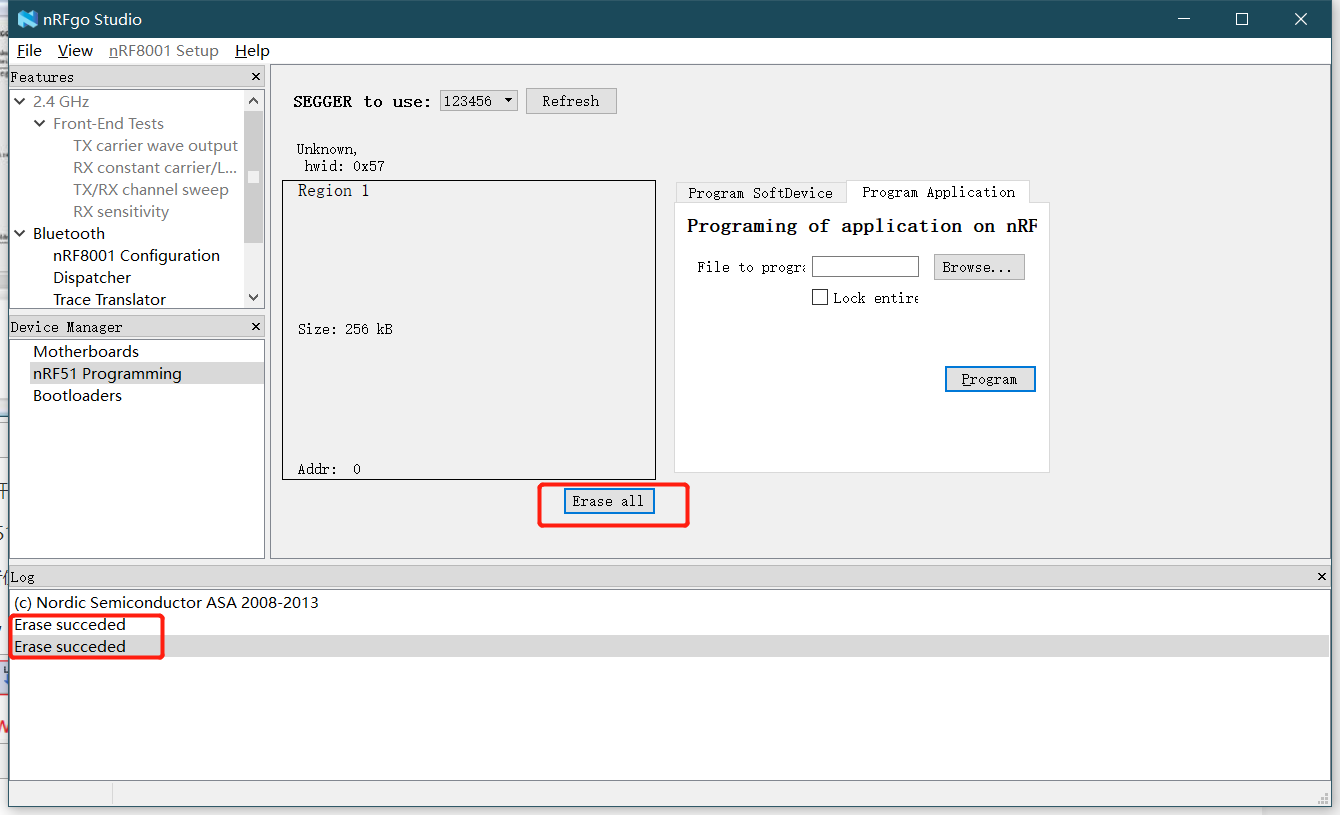 nRFgo Studio
File View nRF8001 Setup Help
Features
2.4 GHz
Front-End Tests
TX carrier wave output
RX constant carrier/L...
TX/RX channel sweep
RX sensitivity
Bluetooth
nRF8001 Configuration
Dispatcher
Trace Translator
Device Manager
Motherboards
nRF51 Programming
Bootloaders
SEGGER to use: 123456 Refresh
Unknown,
hwid: 0x57
Region 1
Size: 256 kB
Addr: 0
Erase all
Program SoftDevice Program Application
Programing of application on nRF
File to progra Browse...
Lock entire
Program
Log
(c) Nordic Semiconductor ASA 2008-2013
Erase succeded
Erase succeded